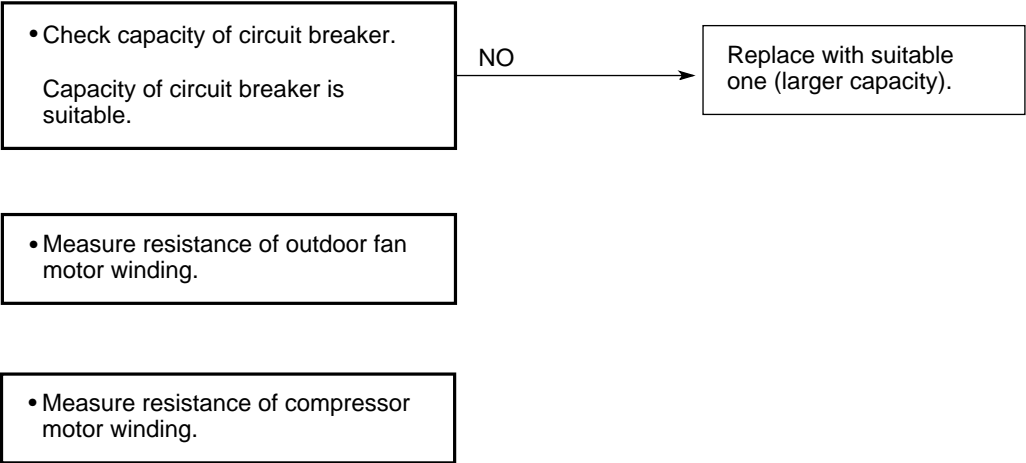 • Check capacity of circuit breaker.
Capacity of circuit breaker is
suitable.
NO
Replace with suitable
one (larger capacity).
• Measure resistance of outdoor fan
motor winding.
• Measure resistance of compressor
motor winding.